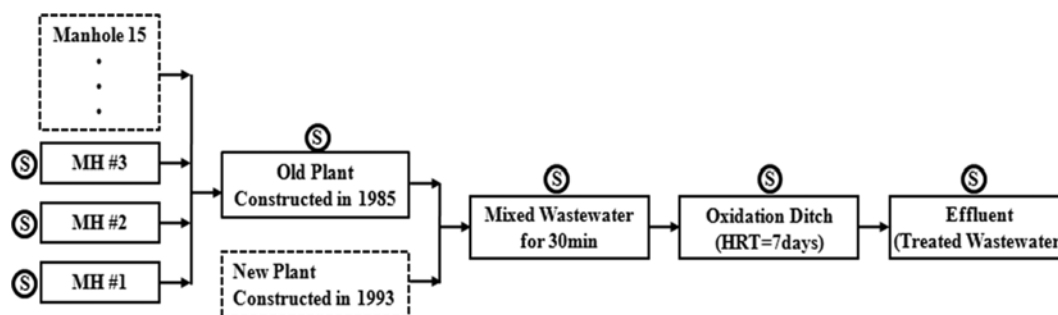 Manhole 15
S
MH #3
S
MH #2
S
MH #1
S
Old Plant
Constructed in 1985
New Plant
Constructed in 1993
S
Mixed Wastewater
for 30min
S
Oxidation Ditch
(HRT=7days)
S
Effluent
(Treated Wastewater